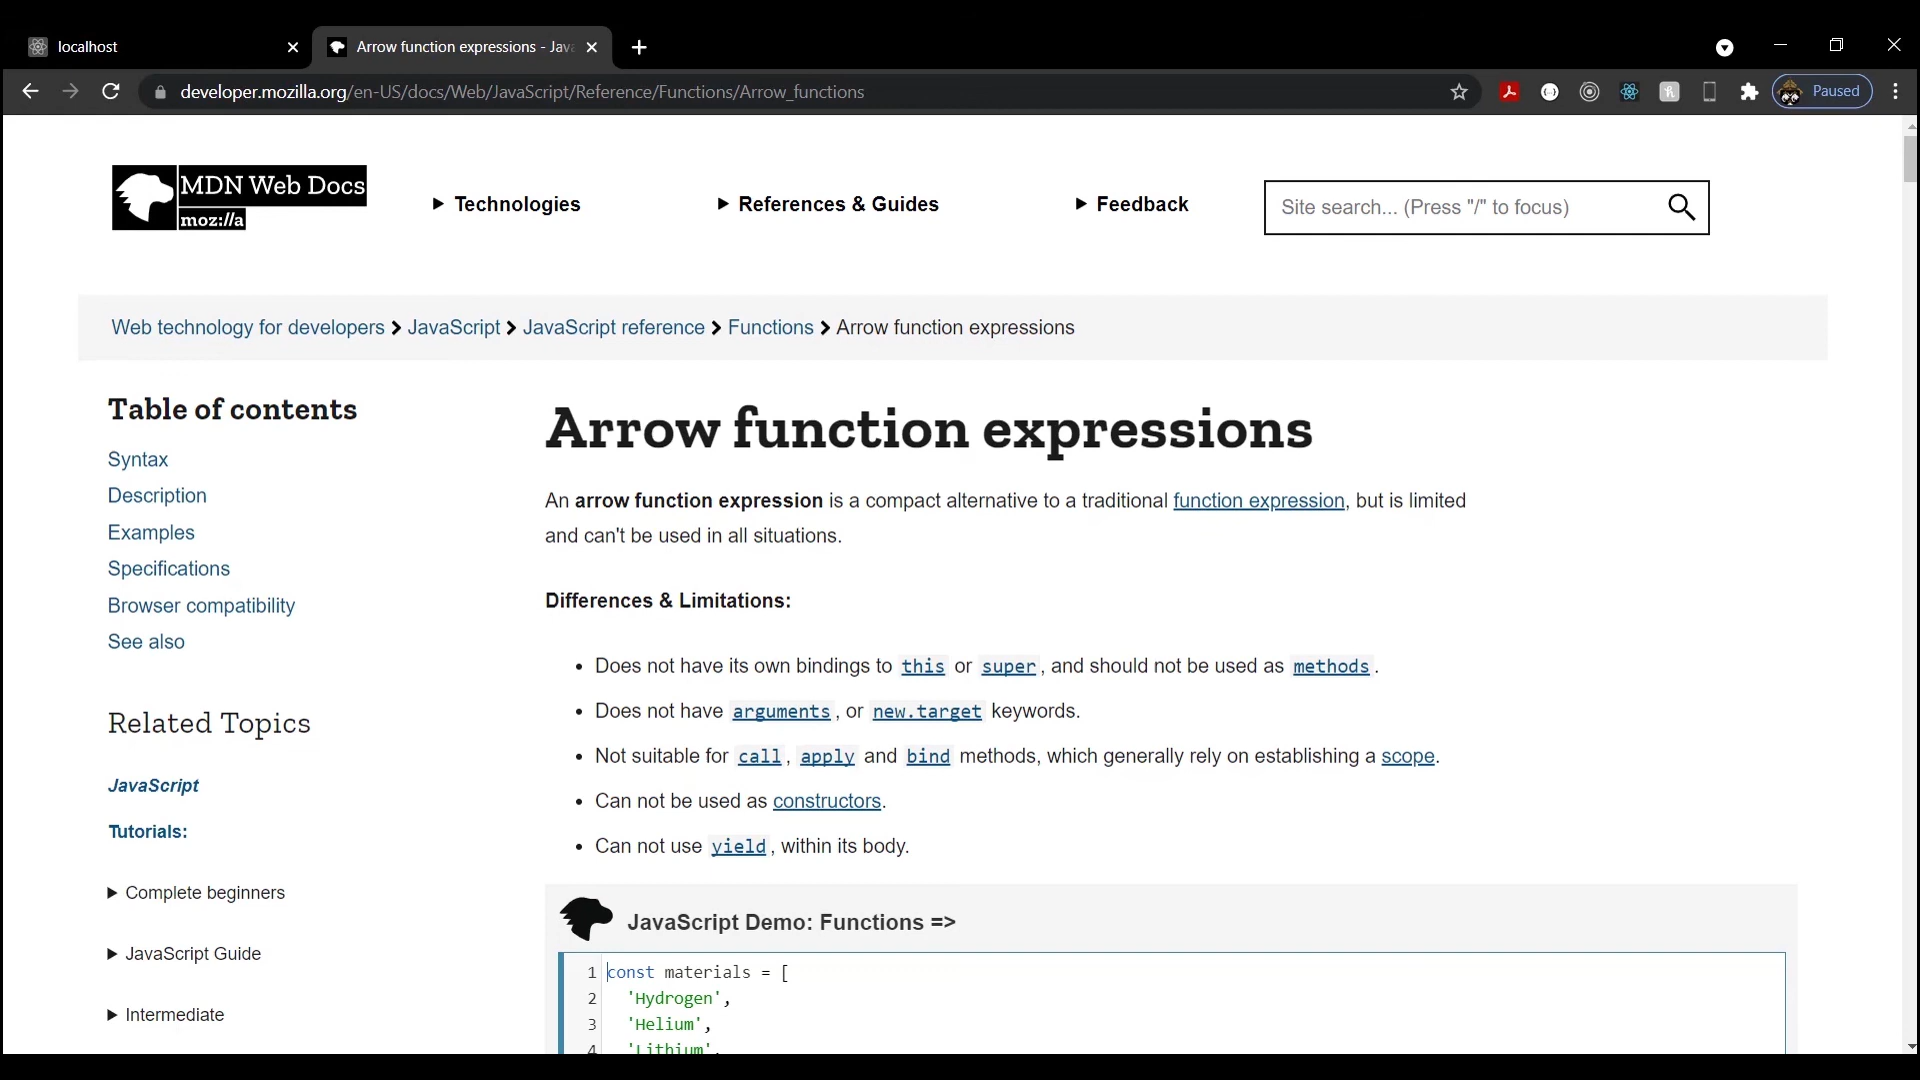 localhost
Arrow function expressions - Jav
developer.mozilla.org/en-US/docs/Web/JavaScript/Reference/Functions/Arrow_functions
Paused
MDN Web Docs
moz://a
Technologies
References & Guides
Feedback
Site search... (Press "/" to focus)
Web technology for developers > JavaScript > JavaScript reference > Functions > Arrow function expressions
Table of contents
Syntax
Description
Examples
Specifications
Browser compatibility
See also
Related Topics
JavaScript
Tutorials:
Complete beginners
JavaScript Guide
Intermediate
Arrow function expressions
An arrow function expression is a compact alternative to a traditional function expression, but is limited
and can't be used in all situations.
Differences & Limitations:
Does not have its own bindings to this or super, and should not be used as methods.
Does not have arguments, or new.target keywords.
Not suitable for call, apply and bind methods, which generally rely on establishing a scope.
Can not be used as constructors.
Can not use yield, within its body.
JavaScript Demo: Functions =>
1 const materials = [
2 'Hydrogen',
3 'Helium',
4 'Lithium',